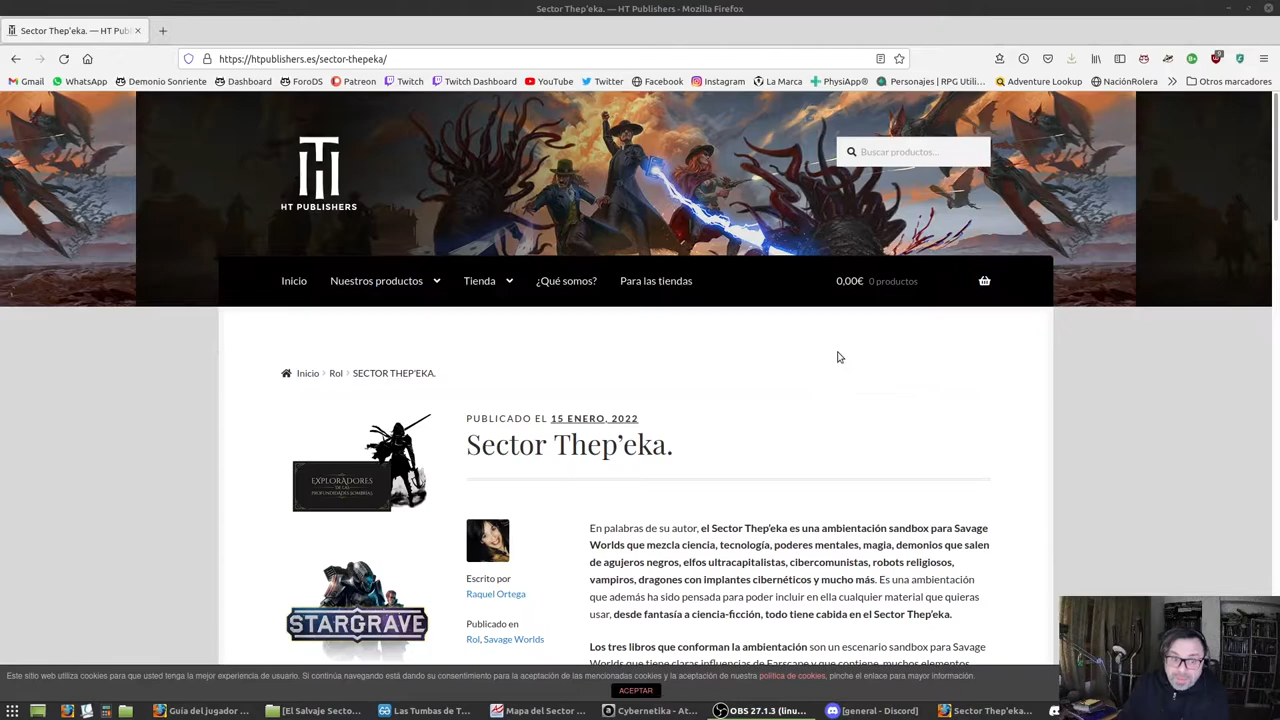 Sector Thep'eka. — HT Publishers - Mozilla Firefox
Sector Thep'eka. — HT Pub
https://htpublishers.es/sector-thepeka/
Gmail WhatsApp Demonio Sonriente Dashboard ForoDS Patreon Twitch Twitch Dashboard YouTube Twitter Facebook Instagram La Marca PhysiApp® Personajes | RPG Utili... Adventure Lookup NaciónRolera Otros marcadores
HT PUBLISHERS
Buscar productos...
Inicio Nuestros productos Tienda ¿Qué somos? Para las tiendas 0,00€ 0 productos
Inicio Rol SECTOR THEP'EKA.
PUBLICADO EL 15 ENERO, 2022
Sector Thep'eka.
EXPLORADORES
DE LAS
PROFUNDIDADES SOMBRÍAS
STARGRAVE
Escrito por
Raquel Ortega
Publicado en
Rol, Savage Worlds
En palabras de su autor, el Sector Thep'eka es una ambientación sandbox para Savage
Worlds que mezcla ciencia, tecnología, poderes mentales, magia, demonios que salen
de agujeros negros, elfos ultracapitalistas, cibercomunistas, robots religiosos,
vampiros, dragones con implantes cibernéticos y mucho más. Es una ambientación
que además ha sido pensada para poder incluir en ella cualquier material que quieras
usar, desde fantasía a ciencia-ficción, todo tiene cabida en el Sector Thep'eka.
Los tres libros que conforman la ambientación son un escenario sandbox para Savage
Worlds que tiene claras influencias de Farscape y que contiene, muchos elementos
Este sitio web utiliza cookies para que usted tenga la mejor experiencia de usuario. Si continúa navegando está dando su consentimiento para la aceptación de las mencionadas cookies y la aceptación de nuestra política de cookies, pinche el enlace para mayor información.
ACEPTAR
Guía del jugador ... [El Salvaje Secto... Las Tumbas de T... Mapa del Sector ... Cybernetika - At... OBS 27.1.3 (linu... [general - Discord] Sector Thep'eka...